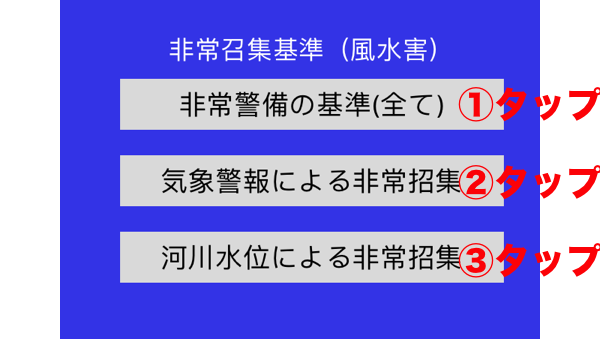 非常召集基準（風水害）
非常警備の基準(全て) ①タップ
気象警報による非常招集 ②タップ
河川水位による非常招集 ③タップ